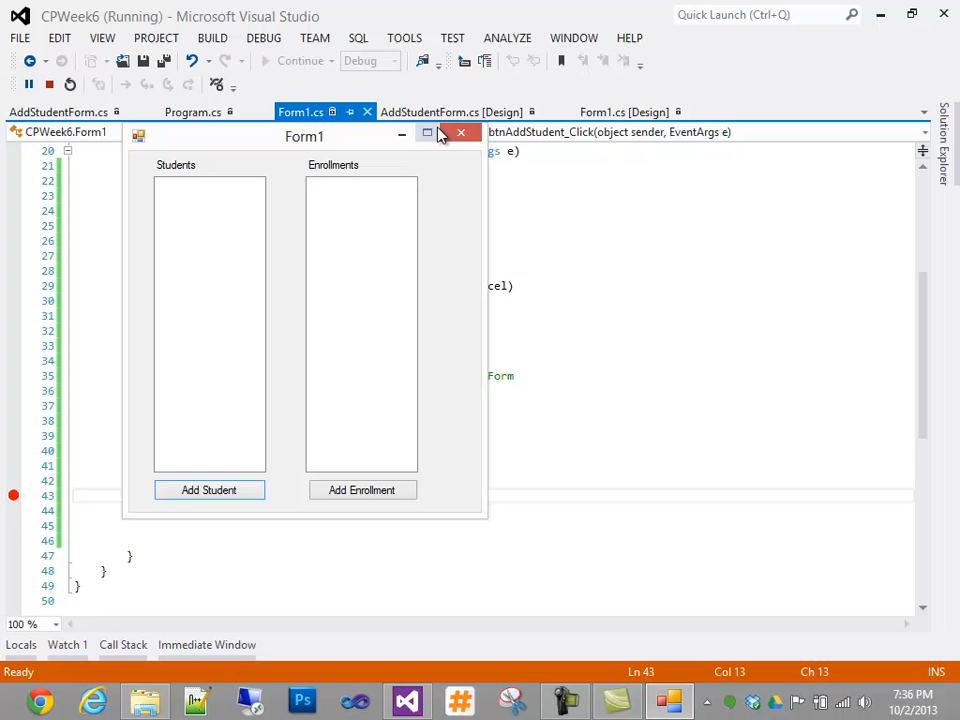 CPWeek6 (Running) - Microsoft Visual Studio
Quick Launch (Ctrl+Q)
FILE EDIT VIEW PROJECT BUILD DEBUG TEAM SQL TOOLS TEST ANALYZE WINDOW HELP
Continue Debug
AddStudentForm.cs Program.cs Form1.cs AddStudentForm.cs [Design] Form1.cs [Design]
CPWeek6.Form1 btnAddStudent_Click(object sender, EventArgs e)
Form1
Solution Explorer
20 gs e)
21 Students Enrollments
22
23
24
25
26
27
28
29 cel)
30
31
32
33
34
35 Form
36
37
38
39
40
41
42 Add Student Add Enrollment
43
44
45
46
47 }
48 }
49 }
50
100 %
Locals Watch 1 Call Stack Immediate Window
Ready Ln 43 Col 13 Ch 13 INS
Ps
7:36 PM
10/2/2013